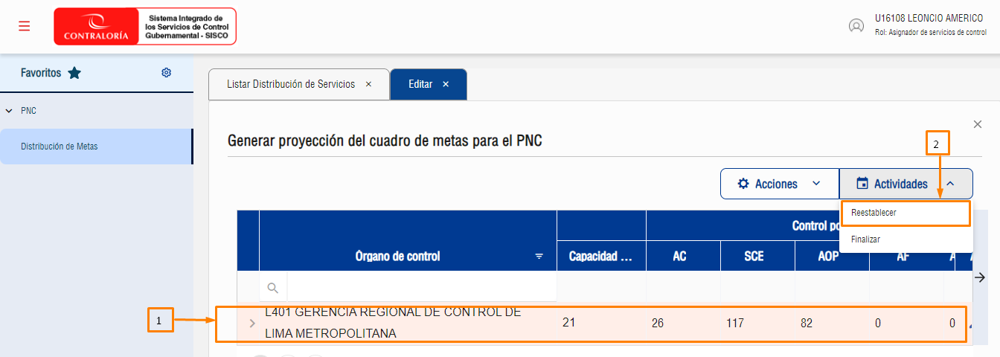 CONTRALORÍA
Sistema Integrado de
los Servicios de Control
Gubernamental - SISCO
U16108 LEONCIO AMERICO
Rol: Asignador de servicios de control
Favoritos
Listar Distribución de Servicios ×
Editar ×
PNC
Distribución de Metas
Generar proyección del cuadro de metas para el PNC
2
Acciones
Actividades
Reestablecer
Finalizar
Órgano de control
Capacidad ...
Control
AC
SCE
AOP
AF
1
L401 GERENCIA REGIONAL DE CONTROL DE
LIMA METROPOLITANA
21
26
117
82
0
0